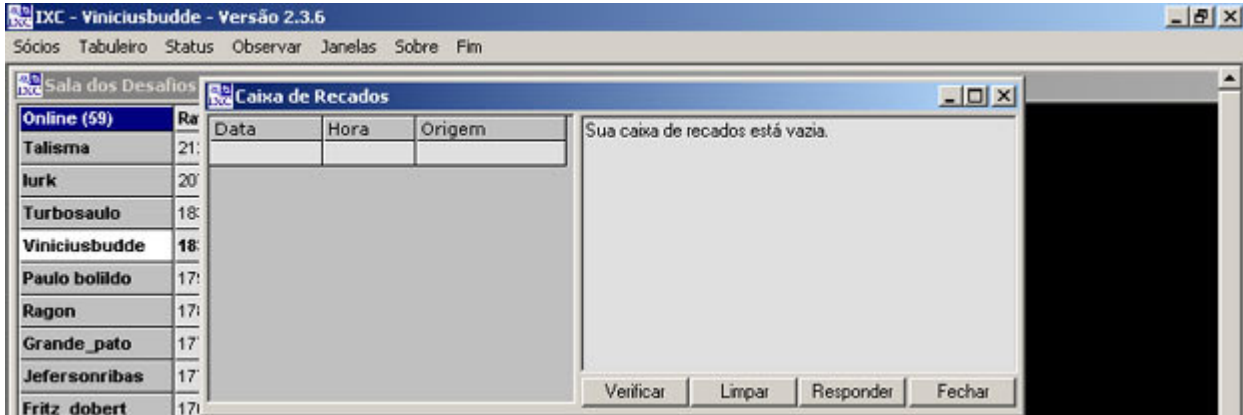 IXC - Viniciusbudde - Versão 2.3.6
Sócios Tabuleiro Status Observar Janelas Sobre Fim
Sala dos Desafios
Caixa de Recados
Online (59)
Data Hora Origem
Sua caixa de recados está vazia.
Talisma
Iurk
Turbosaulo
Viniciusbudde
Paulo bolildo
Ragon
Grande_pato
Jefersonribas
Fritz_dobert
Verificar Limpar Responder Fechar